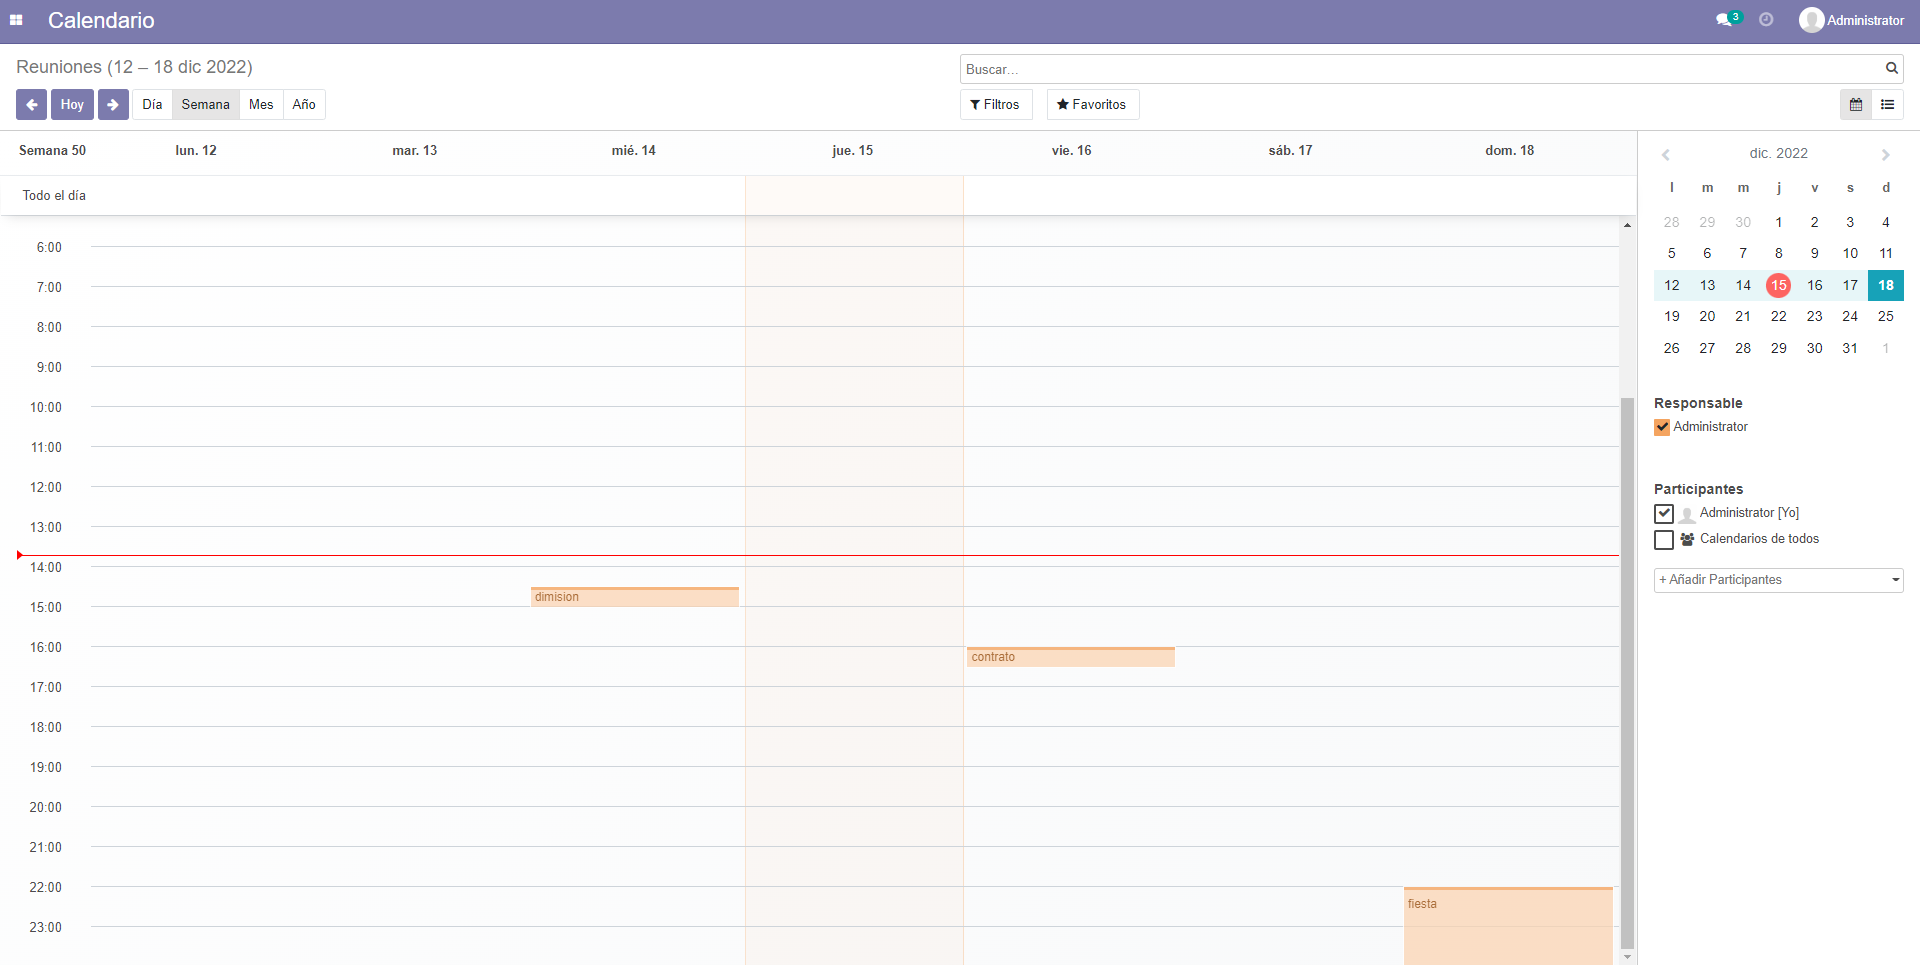 Calendario
3
Administrator
Reuniones (12 – 18 dic 2022)
Buscar...
Hoy
Día
Semana
Mes
Año
Filtros
Favoritos
Semana 50
lun. 12
mar. 13
mié. 14
jue. 15
vie. 16
sáb. 17
dom. 18
Todo el día
6:00
7:00
8:00
9:00
10:00
11:00
12:00
13:00
14:00
dimision
15:00
16:00
contrato
17:00
18:00
19:00
20:00
21:00
22:00
fiesta
23:00
dic. 2022
l m m j v s d
28 29 30 1 2 3 4
5 6 7 8 9 10 11
12 13 14 15 16 17 18
19 20 21 22 23 24 25
26 27 28 29 30 31 1
Responsable
Administrator
Participantes
Administrator [Yo]
Calendarios de todos
+ Añadir Participantes